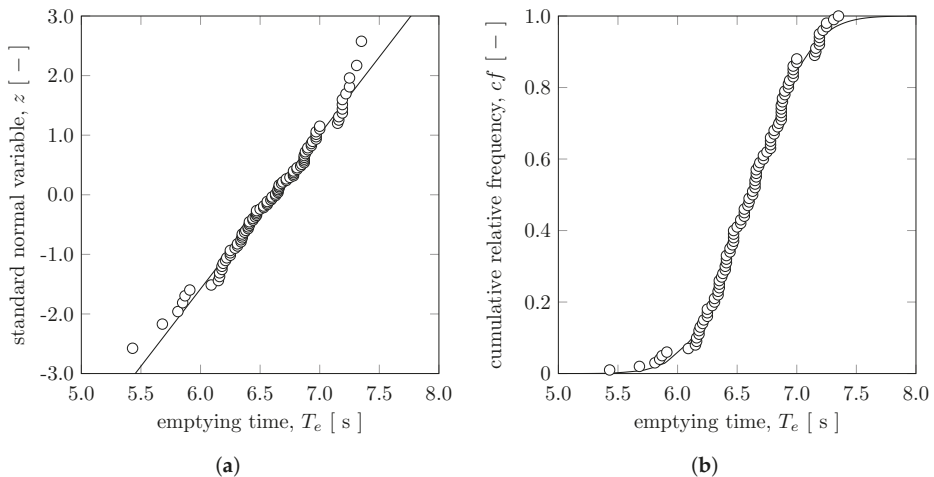 3.0
2.0
1.0
0.0
-1.0
-2.0
-3.0
standard normal variable, z [ − ]
5.0 5.5 6.0 6.5 7.0 7.5 8.0
emptying time, T_e [ s ]
(a)
1.0
0.8
0.6
0.4
0.2
0
cumulative relative frequency, cf [ − ]
5.0 5.5 6.0 6.5 7.0 7.5 8.0
emptying time, T_e [ s ]
(b)